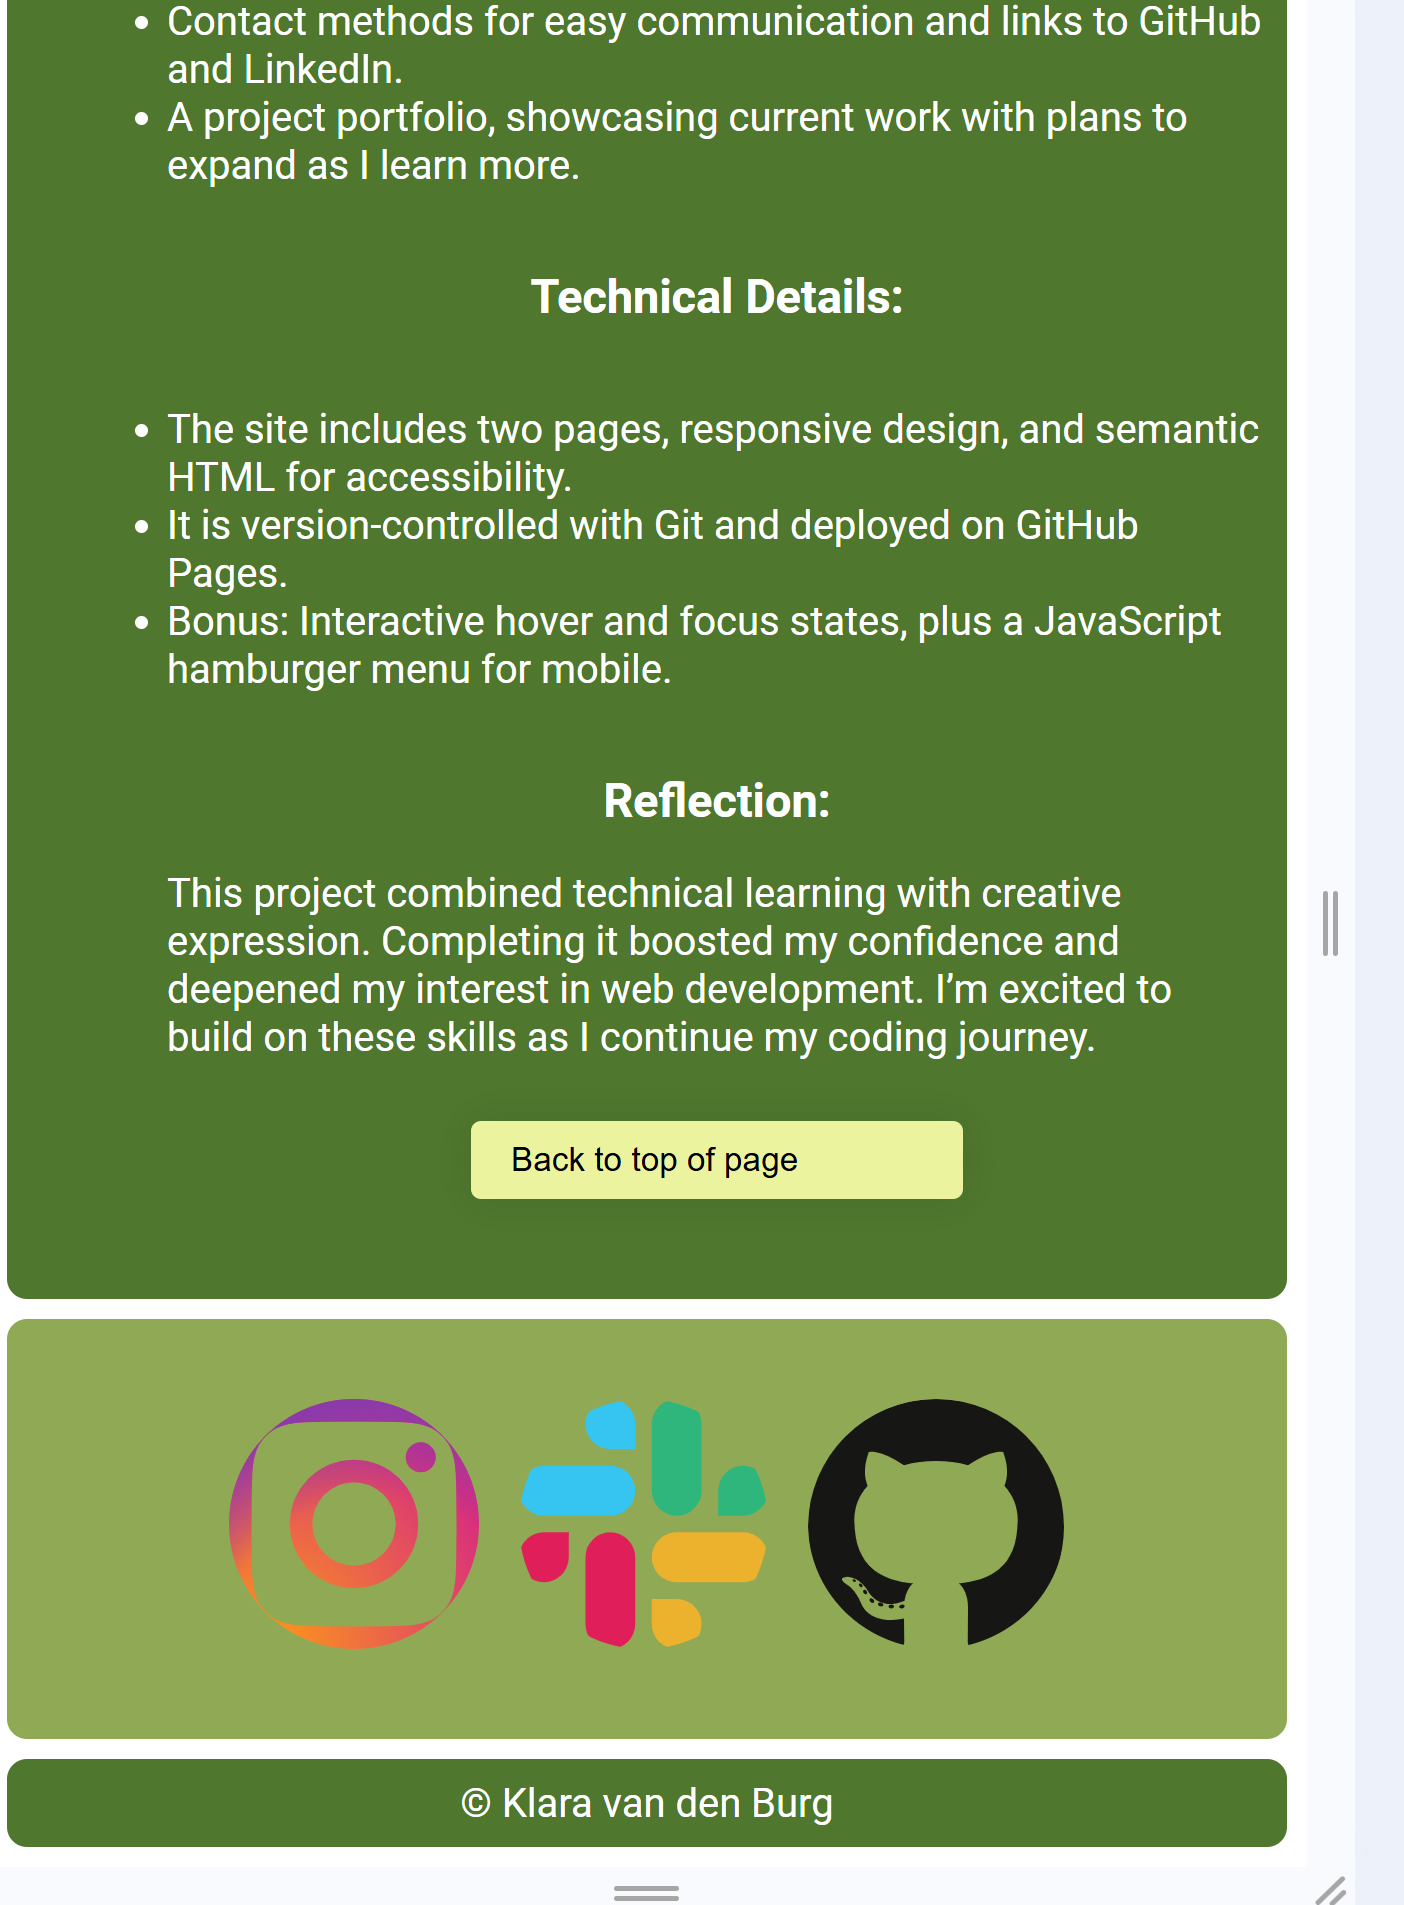 • Contact methods for easy communication and links to GitHub
and LinkedIn.
• A project portfolio, showcasing current work with plans to
expand as I learn more.
Technical Details:
• The site includes two pages, responsive design, and semantic
HTML for accessibility.
• It is version-controlled with Git and deployed on GitHub
Pages.
• Bonus: Interactive hover and focus states, plus a JavaScript
hamburger menu for mobile.
Reflection:
This project combined technical learning with creative
expression. Completing it boosted my confidence and
deepened my interest in web development. I’m excited to
build on these skills as I continue my coding journey.
Back to top of page
© Klara van den Burg